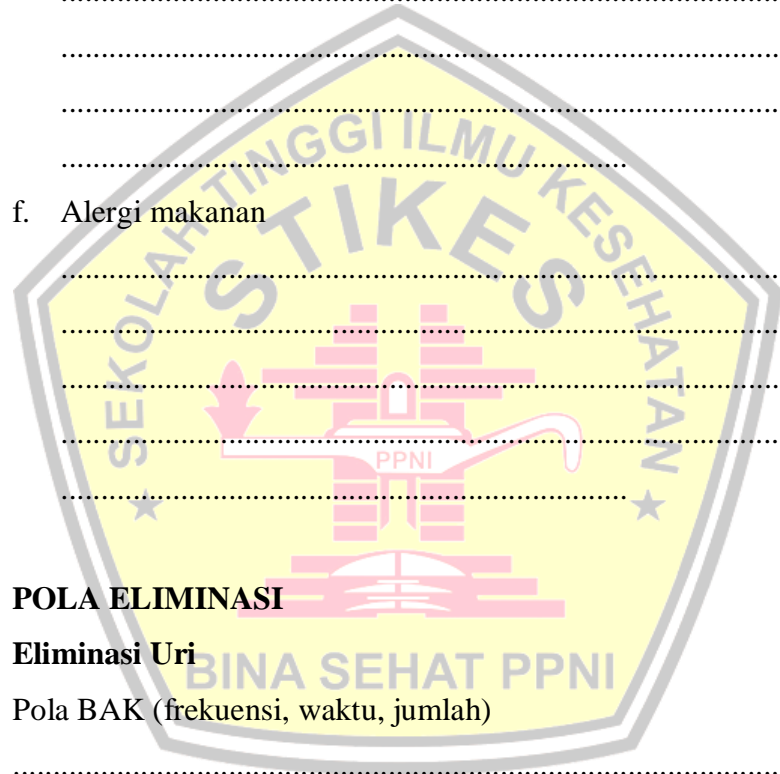 ................................................................................
................................................................................
................................................................................
......................................................................
f. Alergi makanan
................................................................................
................................................................................
................................................................................
................................................................................
......................................................................
POLA ELIMINASI
Eliminasi Uri
Pola BAK (frekuensi, waktu, jumlah)
................................................................................
SEKOLAH TINGGI ILMU KESEHATAN
STIKES
PPNI
BINA SEHAT PPNI